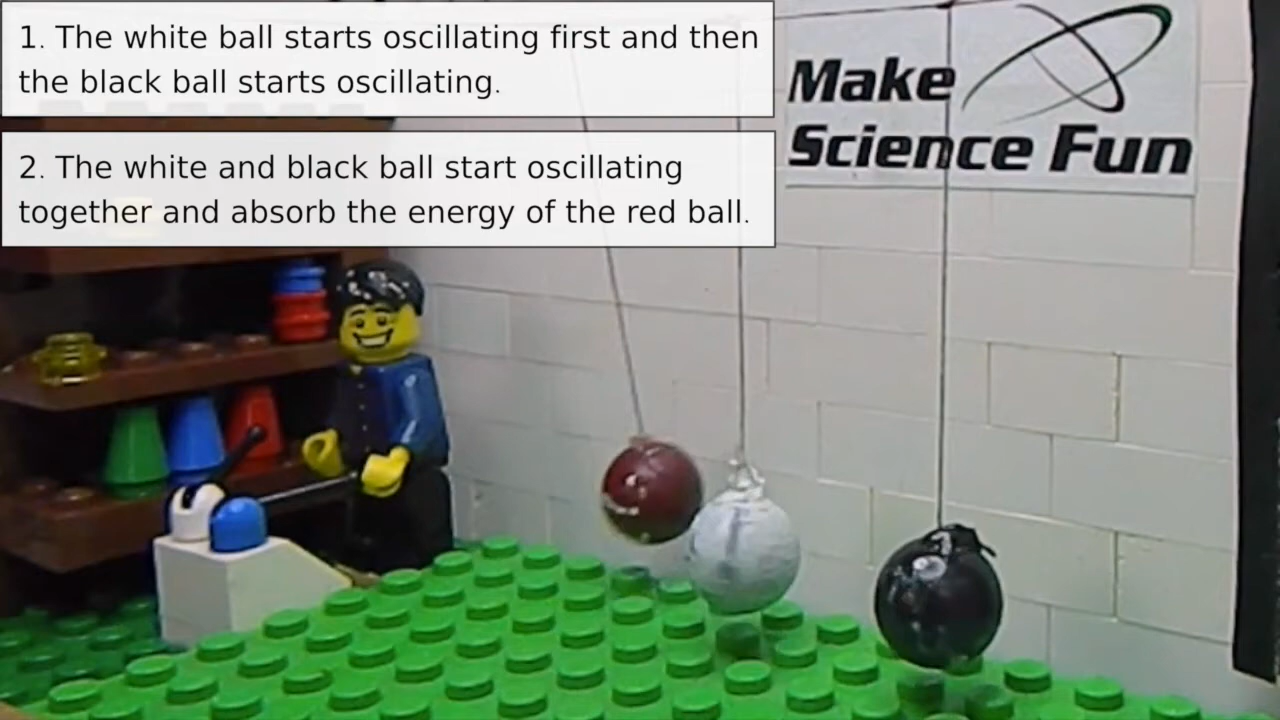 1. The white ball starts oscillating first and then
the black ball starts oscillating.
2. The white and black ball start oscillating
together and absorb the energy of the red ball.
Make
Science Fun